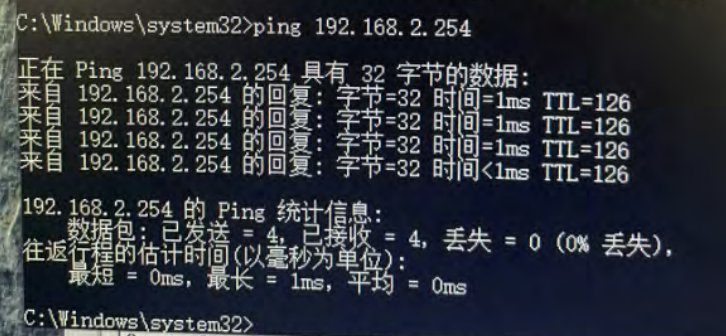 C:\Windows\system32>ping 192.168.2.254
正在 Ping 192.168.2.254 具有 32 字节的数据:
来自 192.168.2.254 的回复: 字节=32 时间=1ms TTL=126
来自 192.168.2.254 的回复: 字节=32 时间=1ms TTL=126
来自 192.168.2.254 的回复: 字节=32 时间=1ms TTL=126
来自 192.168.2.254 的回复: 字节=32 时间<1ms TTL=126
192.168.2.254 的 Ping 统计信息:
数据包: 已发送 = 4, 已接收 = 4, 丢失 = 0 (0% 丢失),
往返行程的估计时间(以毫秒为单位):
最短 = 0ms, 最长 = 1ms, 平均 = 0ms
C:\Windows\system32>